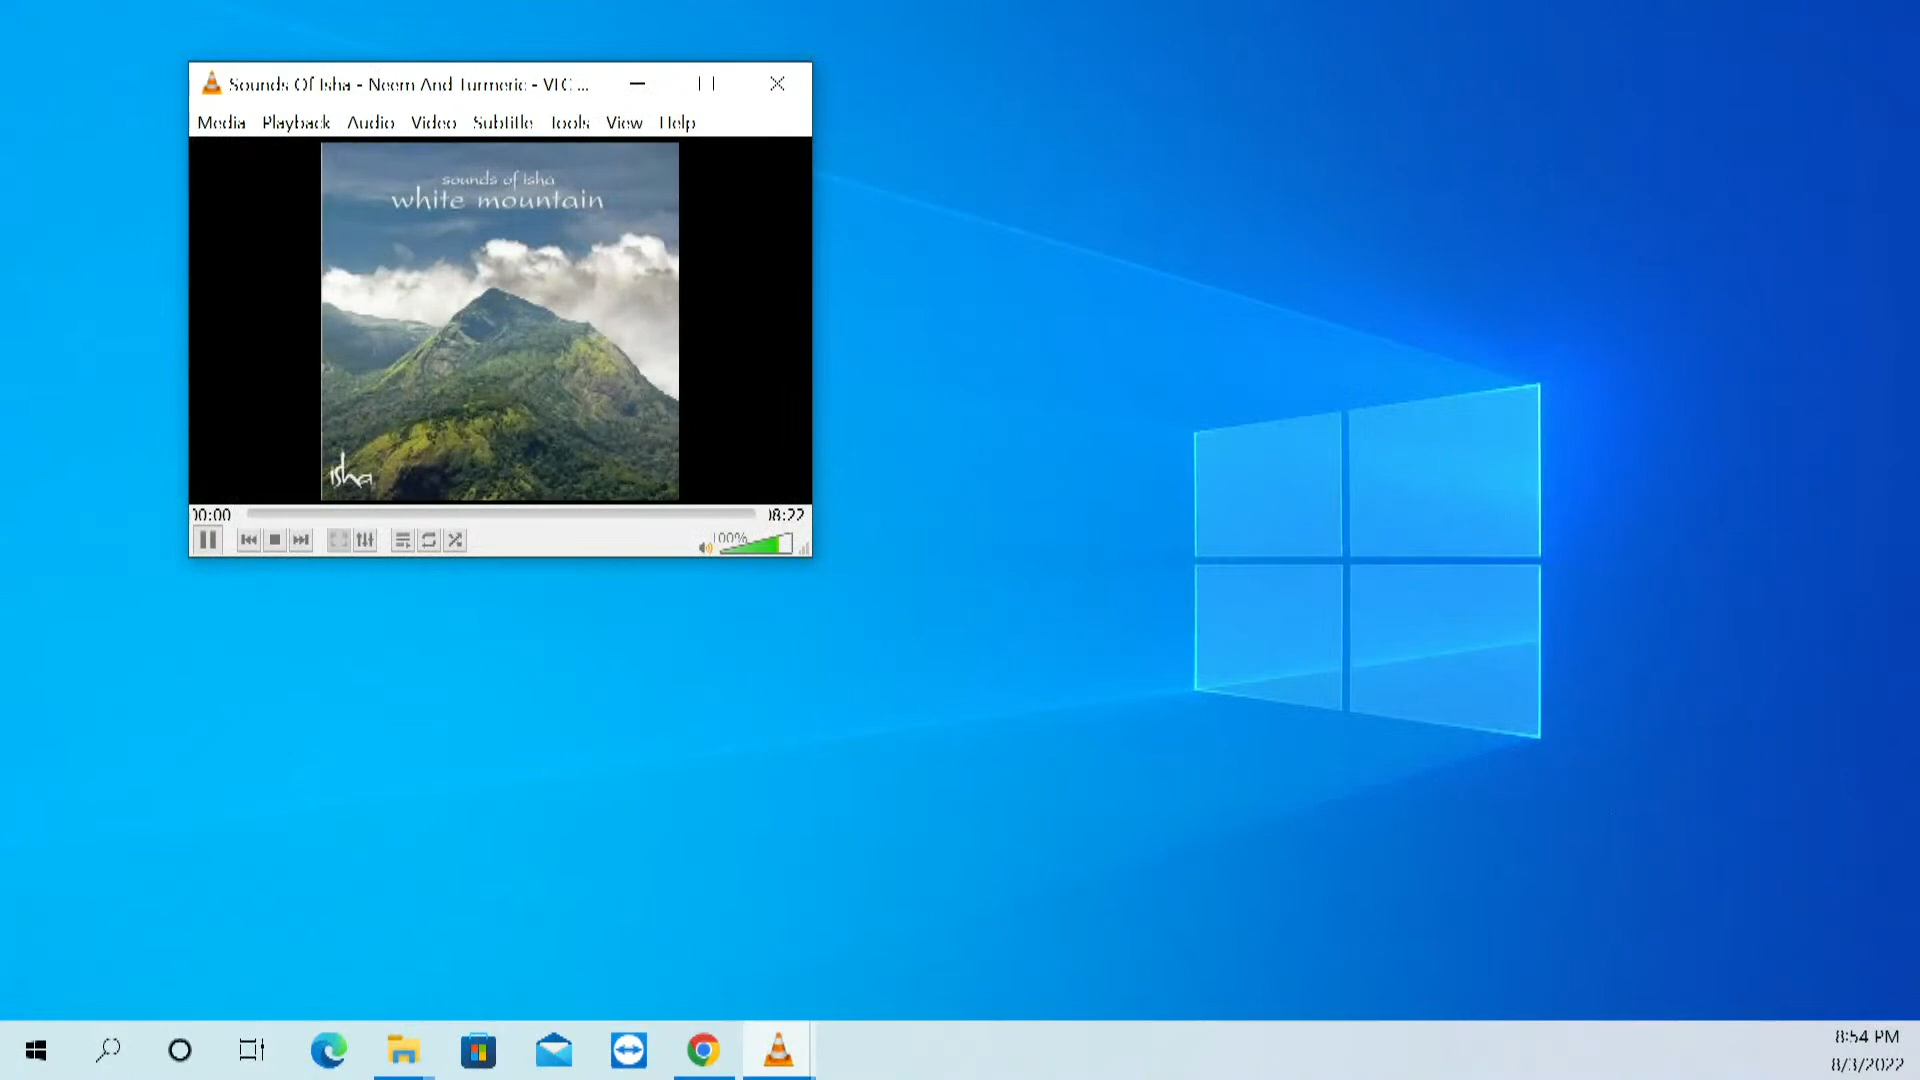 Sounds Of Isha - Neem And Turmeric - VLC ...
Media Playback Audio Video Subtitle Tools View Help
sounds of isha
white mountain
isha
00:00 08:22
100%
8:54 PM
8/3/2022